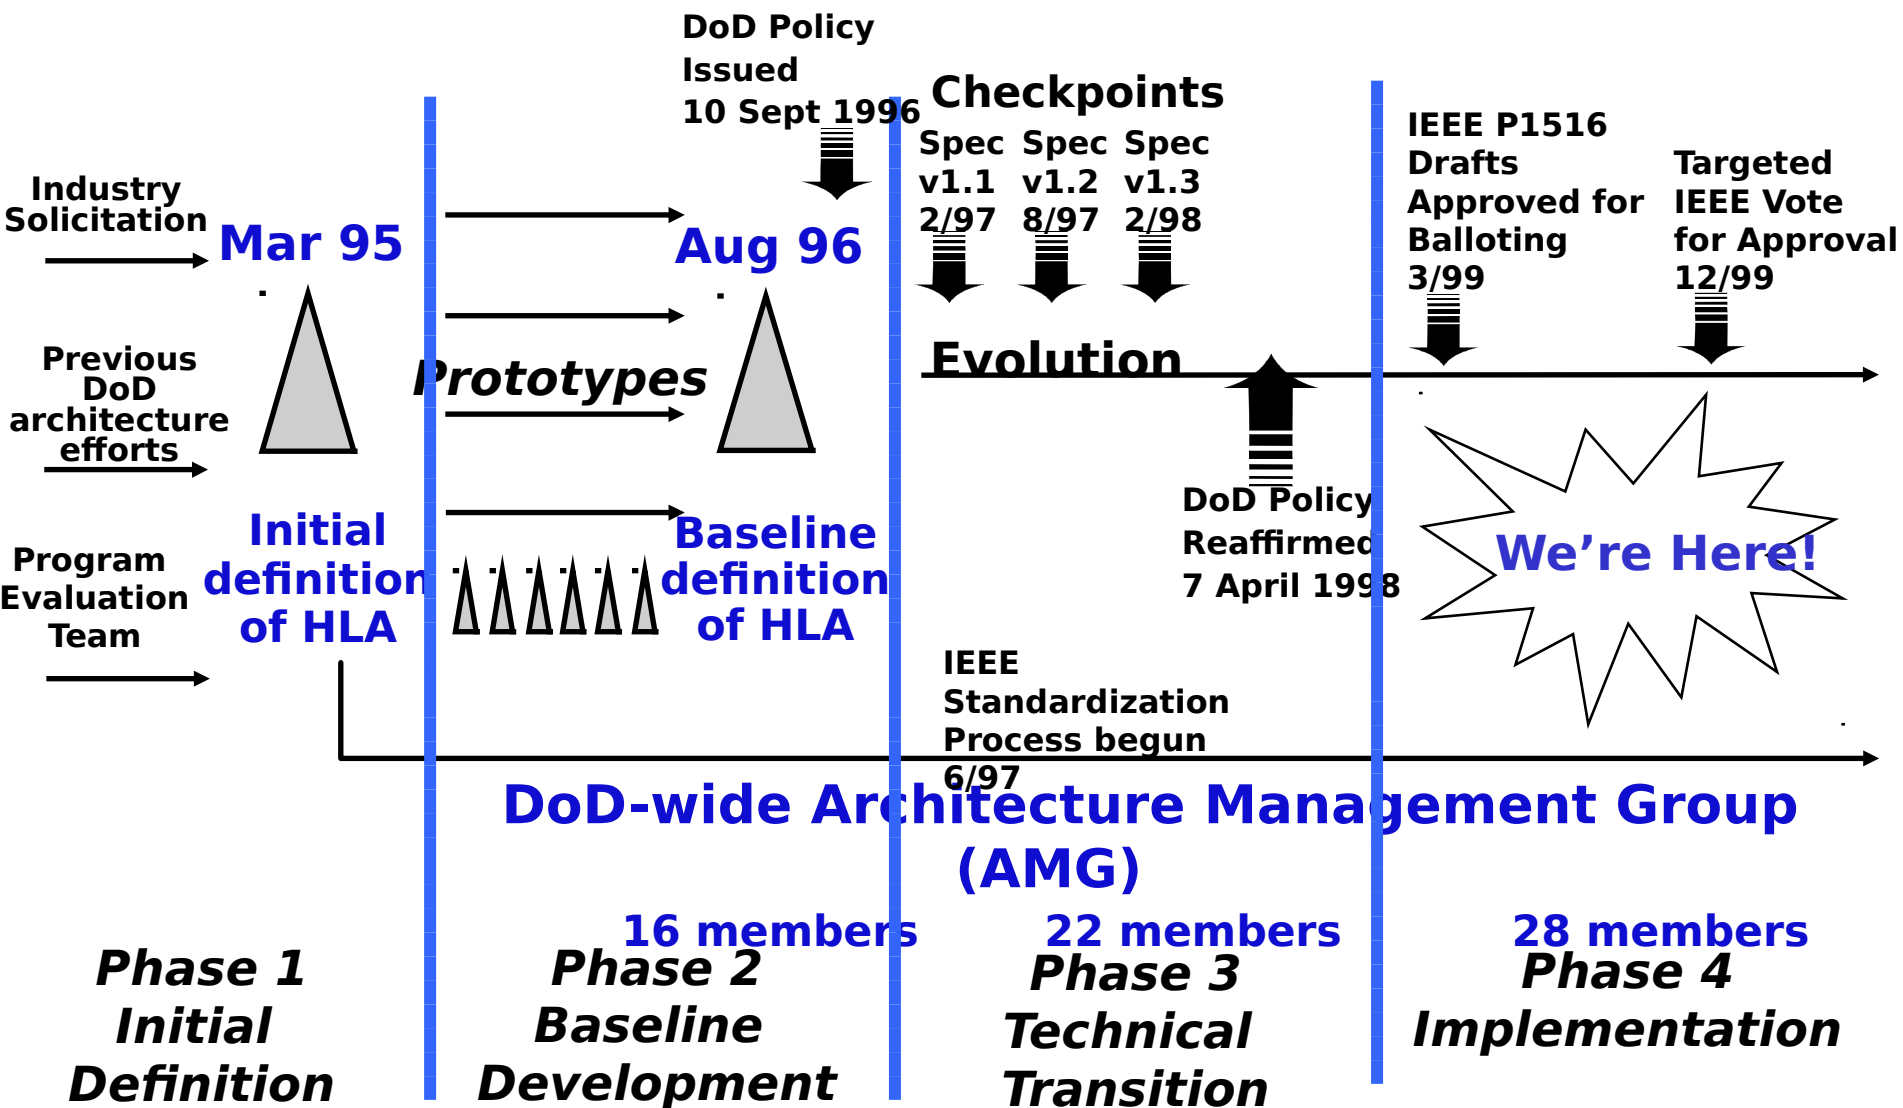 DoD Policy
Issued
10 Sept 1996
Checkpoints
Spec
v1.1
2/97
Spec
v1.2
8/97
Spec
v1.3
2/98
IEEE P1516
Drafts
Approved for
Balloting
3/99
Targeted
IEEE Vote
for Approval
12/99
Industry
Solicitation
Mar 95
Aug 96
Previous
DoD
architecture
efforts
Prototypes
Evolution
Program
Evaluation
Team
Initial
definition
of HLA
Baseline
definition
of HLA
DoD Policy
Reaffirmed
7 April 1998
We’re Here!
IEEE
Standardization
Process begun
6/97
DoD-wide Architecture Management Group
(AMG)
16 members
22 members
28 members
Phase 1
Initial
Definition
Phase 2
Baseline
Development
Phase 3
Technical
Transition
Phase 4
Implementation